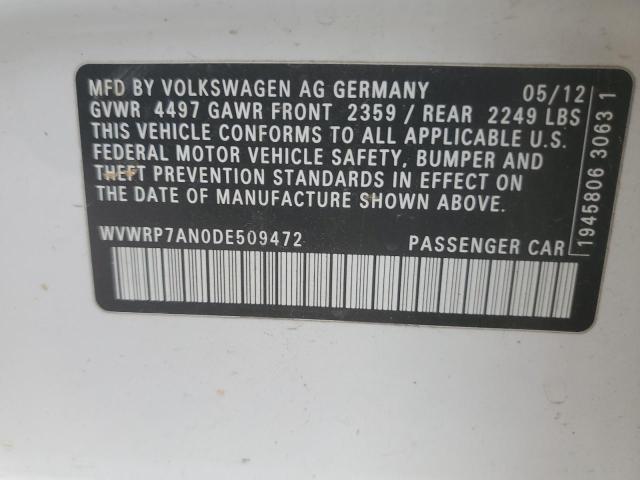 MFD BY VOLKSWAGEN AG GERMANY 05/12
GVWR 4497 GAWR FRONT 2359 / REAR 2249 LBS
THIS VEHICLE CONFORMS TO ALL APPLICABLE U.S.
FEDERAL MOTOR VEHICLE SAFETY, BUMPER AND
THEFT PREVENTION STANDARDS IN EFFECT ON
THE DATE OF MANUFACTURE SHOWN ABOVE.
WVWRP7AN0DE509472 PASSENGER CAR
1945806 3063 1